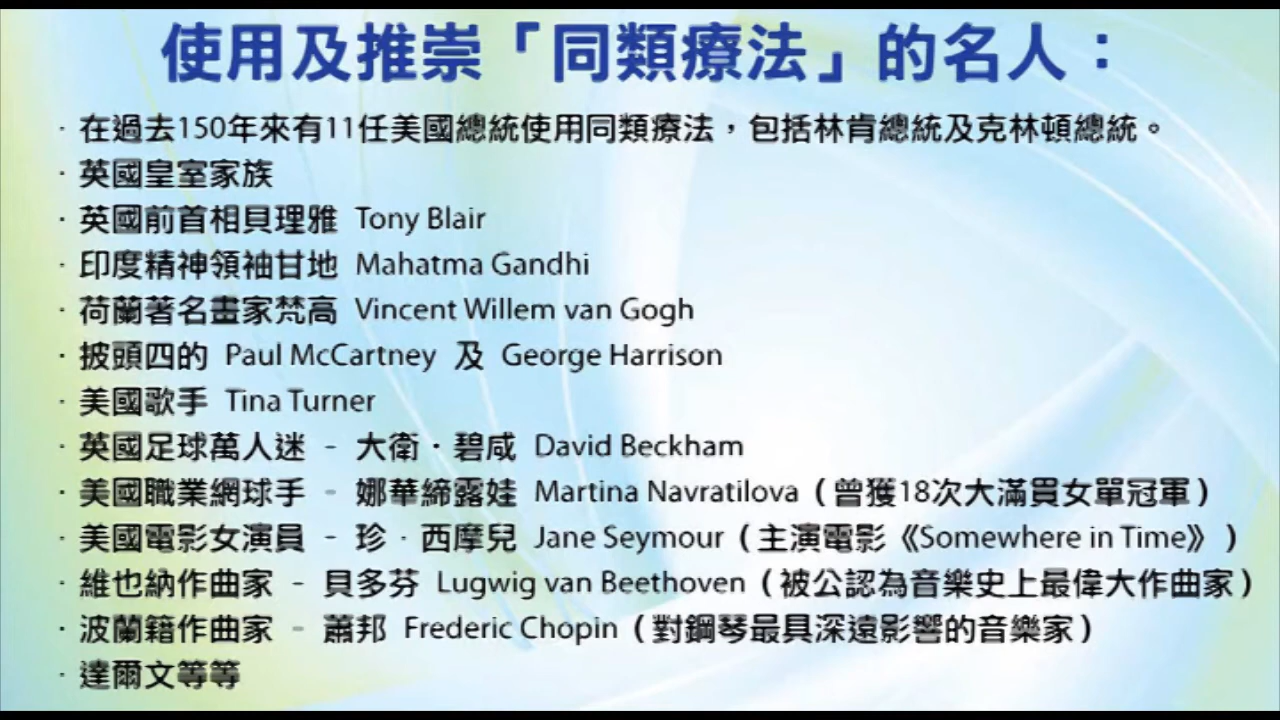 使用及推崇「同類療法」的名人：
· 在過去150年來有11任美國總統使用同類療法，包括林肯總統及克林頓總統。
· 英國皇室家族
· 英國前首相貝理雅 Tony Blair
· 印度精神領袖甘地 Mahatma Gandhi
· 荷蘭著名畫家梵高 Vincent Willem van Gogh
· 披頭四的 Paul McCartney 及 George Harrison
· 美國歌手 Tina Turner
· 英國足球萬人迷 - 大衛·碧咸 David Beckham
· 美國職業網球手 - 娜華締露娃 Martina Navratilova（曾獲18次大滿貫女單冠軍）
· 美國電影女演員 - 珍·西摩兒 Jane Seymour（主演電影《Somewhere in Time》）
· 維也納作曲家 - 貝多芬 Lugwig van Beethoven（被公認為音樂史上最偉大作曲家）
· 波蘭籍作曲家 - 蕭邦 Frederic Chopin（對鋼琴最具深遠影響的音樂家）
· 達爾文等等